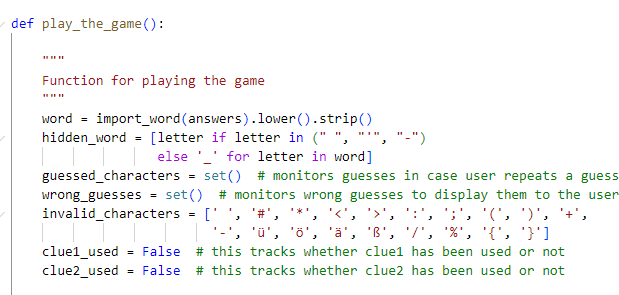 def play_the_game():
"""
Function for playing the game
"""
word = import_word(answers).lower().strip()
hidden_word = [letter if letter in (" ", "'", "-")
else '_' for letter in word]
guessed_characters = set()  # monitors guesses in case user repeats a guess
wrong_guesses = set()  # monitors wrong guesses to display them to the user
invalid_characters = [' ', '#', '*', '<', '>', ':', ';', '(', ')', '+',
'-', 'ü', 'ö', 'ä', 'ß', '/', '%', '{', '}']
clue1_used = False  # this tracks whether clue1 has been used or not
clue2_used = False  # this tracks whether clue2 has been used or not